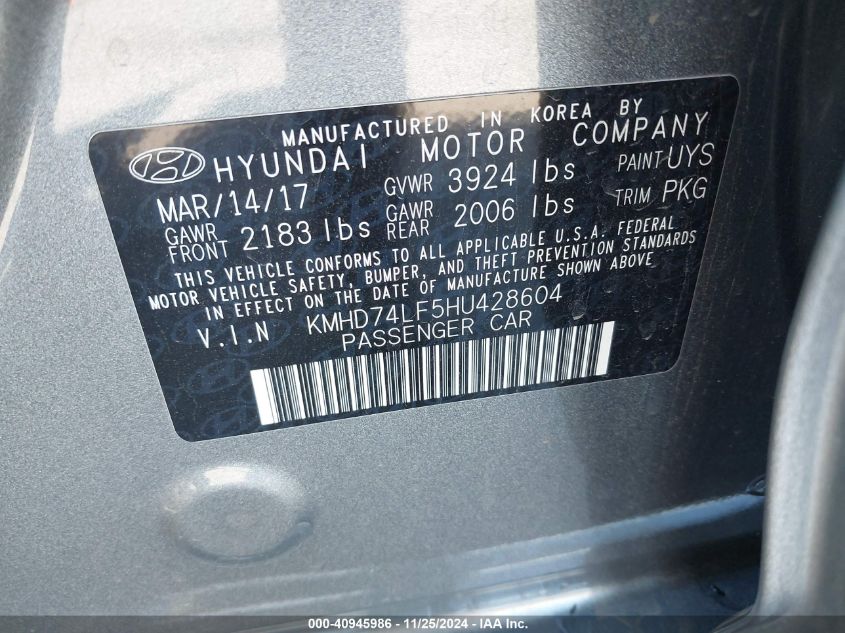 MANUFACTURED IN KOREA BY
HYUNDAI MOTOR COMPANY
MAR/14/17 GVWR 3924 lbs PAINT UYS
GAWR FRONT 2183 lbs GAWR REAR 2006 lbs TRIM PKG
THIS VEHICLE CONFORMS TO ALL APPLICABLE U.S.A. FEDERAL
MOTOR VEHICLE SAFETY, BUMPER, AND THEFT PREVENTION STANDARDS
IN EFFECT ON THE DATE OF MANUFACTURE SHOWN ABOVE
V.I.N KMHD74LF5HU428604
PASSENGER CAR
000-40945986 - 11/25/2024 - IAA Inc.